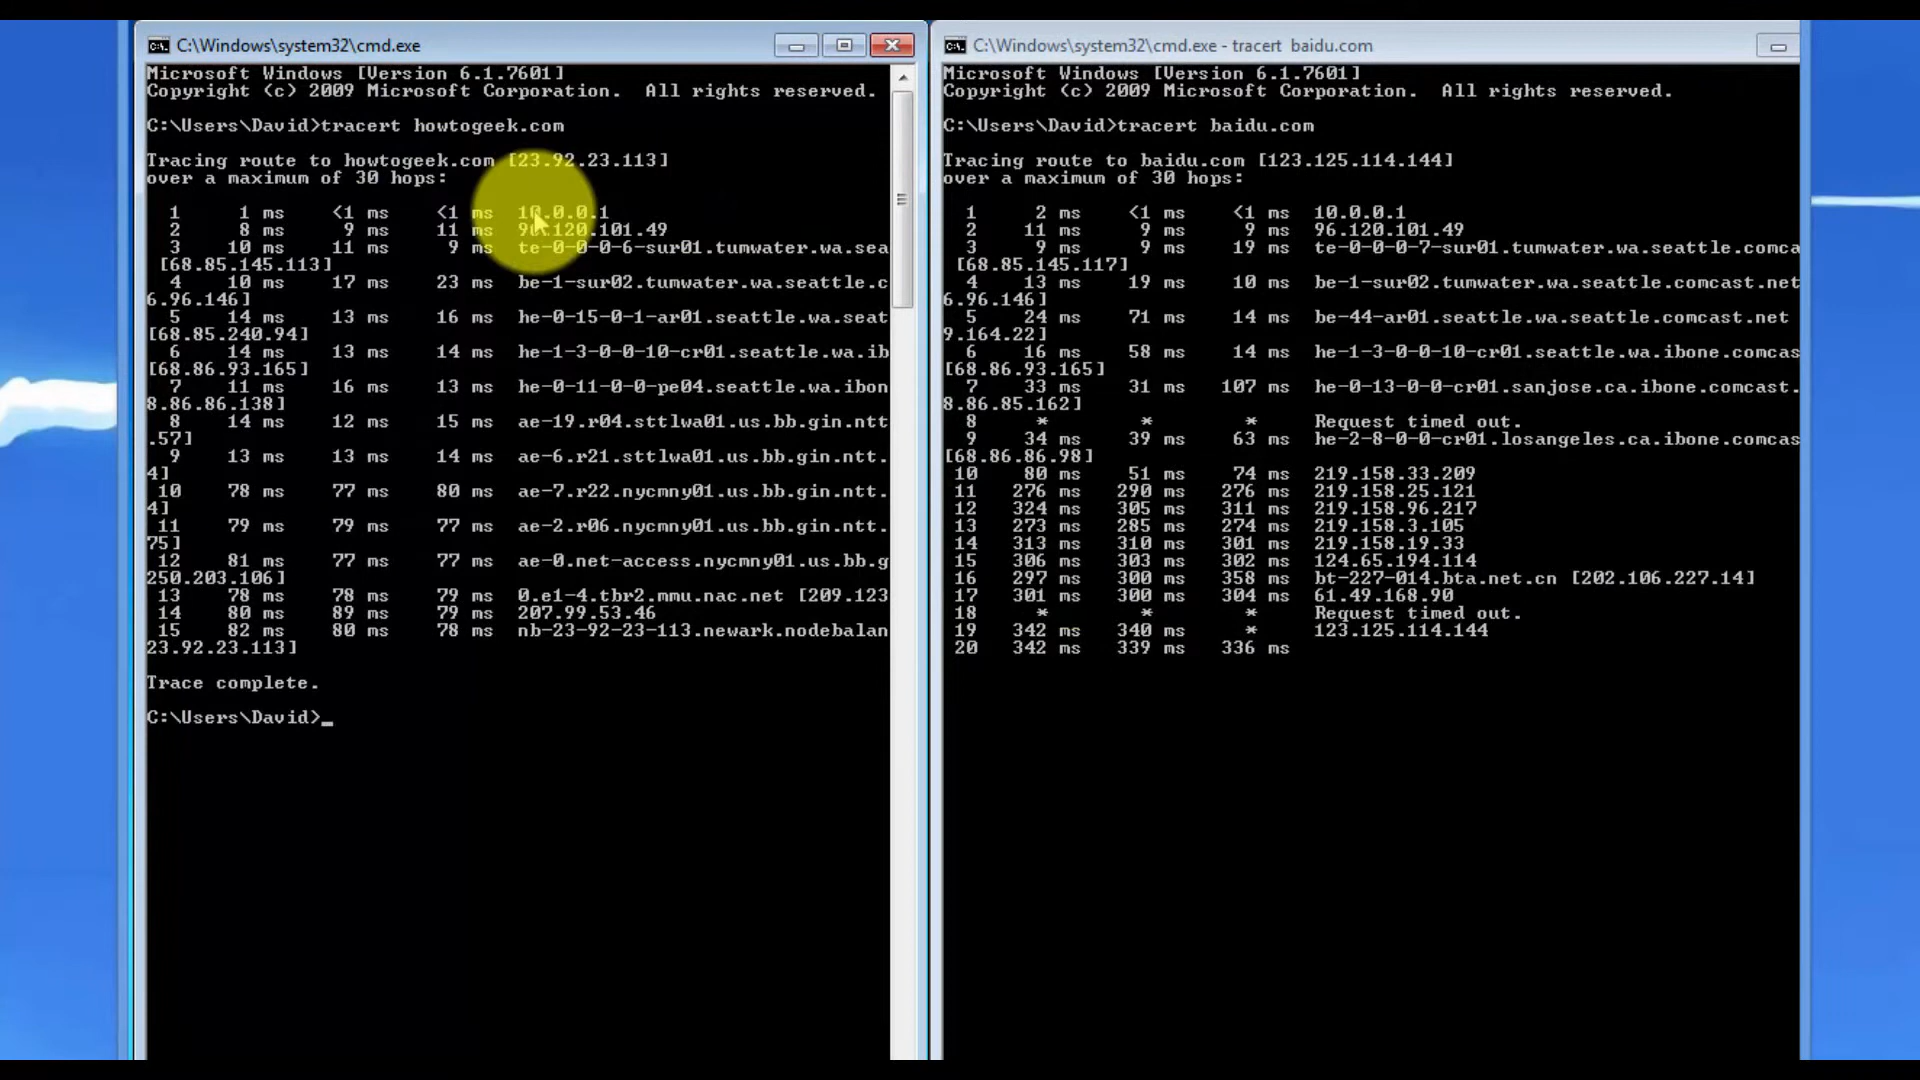 C:\Windows\system32\cmd.exe
Microsoft Windows [Version 6.1.7601]
Copyright (c) 2009 Microsoft Corporation.  All rights reserved.
C:\Users\David>tracert howtogeek.com
Tracing route to howtogeek.com [23.92.23.113]
over a maximum of 30 hops:
1 1 ms <1 ms <1 ms 10.0.0.1
2 8 ms 9 ms 11 ms 96.120.101.49
3 10 ms 11 ms 9 ms te-0-0-0-6-sur01.tumwater.wa.sea
[68.85.145.113]
4 10 ms 17 ms 23 ms be-1-sur02.tumwater.wa.seattle.c
6.96.146]
5 14 ms 13 ms 16 ms he-0-15-0-1-ar01.seattle.wa.seat
[68.85.240.94]
6 14 ms 13 ms 14 ms he-1-3-0-0-10-cr01.seattle.wa.ib
[68.86.93.165]
7 11 ms 16 ms 13 ms he-0-11-0-0-pe04.seattle.wa.ibon
8.86.86.138]
8 14 ms 12 ms 15 ms ae-19.r04.sttlwa01.us.bb.gin.ntt
.57]
9 13 ms 13 ms 14 ms ae-6.r21.sttlwa01.us.bb.gin.ntt.
4]
10 78 ms 77 ms 80 ms ae-7.r22.nycmny01.us.bb.gin.ntt.
4]
11 79 ms 79 ms 77 ms ae-2.r06.nycmny01.us.bb.gin.ntt.
75]
12 81 ms 77 ms 77 ms ae-0.net-access.nycmny01.us.bb.g
250.203.106]
13 78 ms 78 ms 79 ms 0.e1-4.tbr2.mmu.nac.net [209.123
14 80 ms 89 ms 79 ms 207.99.53.46
15 82 ms 80 ms 78 ms nb-23-92-23-113.newark.nodebalan
23.92.23.113]
Trace complete.
C:\Users\David>_
C:\Windows\system32\cmd.exe - tracert  baidu.com
Microsoft Windows [Version 6.1.7601]
Copyright (c) 2009 Microsoft Corporation.  All rights reserved.
C:\Users\David>tracert baidu.com
Tracing route to baidu.com [123.125.114.144]
over a maximum of 30 hops:
1 2 ms <1 ms <1 ms 10.0.0.1
2 11 ms 9 ms 9 ms 96.120.101.49
3 9 ms 9 ms 19 ms te-0-0-0-7-sur01.tumwater.wa.seattle.comca
[68.85.145.117]
4 13 ms 19 ms 10 ms be-1-sur02.tumwater.wa.seattle.comcast.net
6.96.146]
5 24 ms 71 ms 14 ms be-44-ar01.seattle.wa.seattle.comcast.net
9.164.22]
6 16 ms 58 ms 14 ms he-1-3-0-0-10-cr01.seattle.wa.ibone.comcas
[68.86.93.165]
7 33 ms 31 ms 107 ms he-0-13-0-0-cr01.sanjose.ca.ibone.comcast.
8.86.85.162]
8 * * * Request timed out.
9 34 ms 39 ms 63 ms he-2-8-0-0-cr01.losangeles.ca.ibone.comcas
[68.86.86.98]
10 80 ms 51 ms 74 ms 219.158.33.209
11 276 ms 290 ms 276 ms 219.158.25.121
12 324 ms 305 ms 311 ms 219.158.96.217
13 273 ms 285 ms 274 ms 219.158.3.105
14 313 ms 310 ms 301 ms 219.158.19.33
15 306 ms 303 ms 302 ms 124.65.194.114
16 297 ms 300 ms 358 ms bt-227-014.bta.net.cn [202.106.227.14]
17 301 ms 300 ms 304 ms 61.49.168.90
18 * * * Request timed out.
19 342 ms 340 ms * 123.125.114.144
20 342 ms 339 ms 336 ms